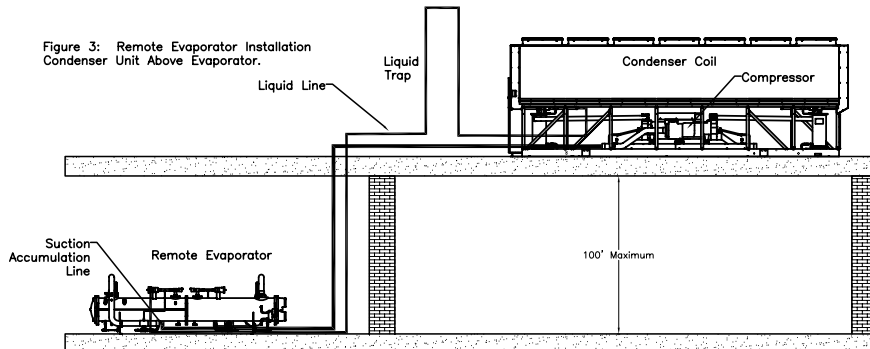 Figure 3: Remote Evaporator Installation
Condenser Unit Above Evaporator.
Liquid
Trap
Liquid Line
Condenser Coil
Compressor
Suction
Accumulation
Line
Remote Evaporator
100' Maximum